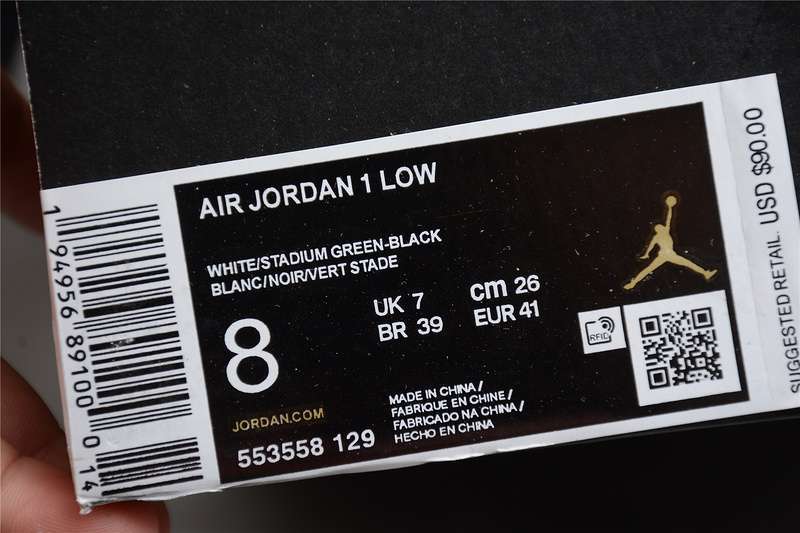 AIR JORDAN 1 LOW
WHITE/STADIUM GREEN-BLACK
BLANC/NOIR/VERT STADE
8
UK 7
cm 26
BR 39
EUR 41
RFID
JORDAN.COM
553558 129
MADE IN CHINA /
FABRIQUE EN CHINE /
FABRICADO NA CHINA /
HECHO EN CHINA
1 94956 89100 0 14
SUGGESTED RETAIL. USD $90.00